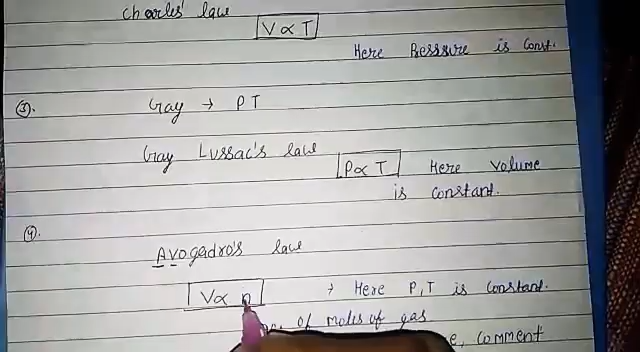 Charles' law
V ∝ T
Here Pressure is Const.
③. Gay → PT
Gay Lussac's law
P ∝ T Here volume
is constant.
④.
Avogadro's law
V ∝ n → Here P, T is constant.
of moles of gas
comment